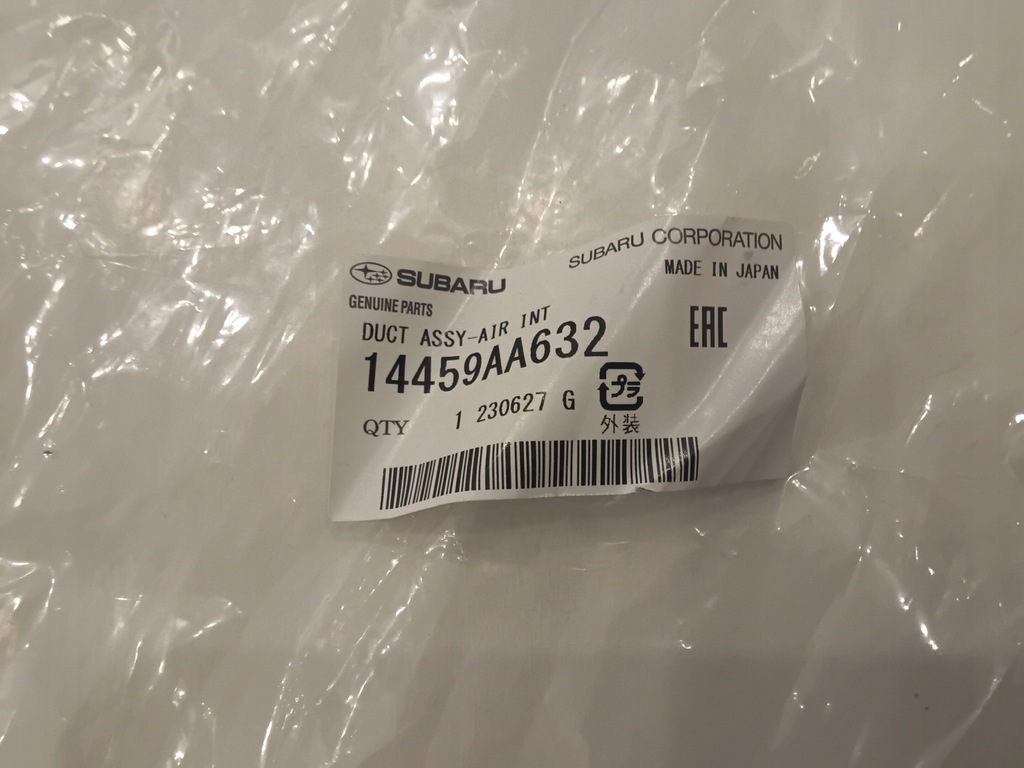 SUBARU
SUBARU CORPORATION
GENUINE PARTS
MADE IN JAPAN
DUCT ASSY-AIR INT
14459AA632
EAC
QTY 1 230627 G
プラ
外装